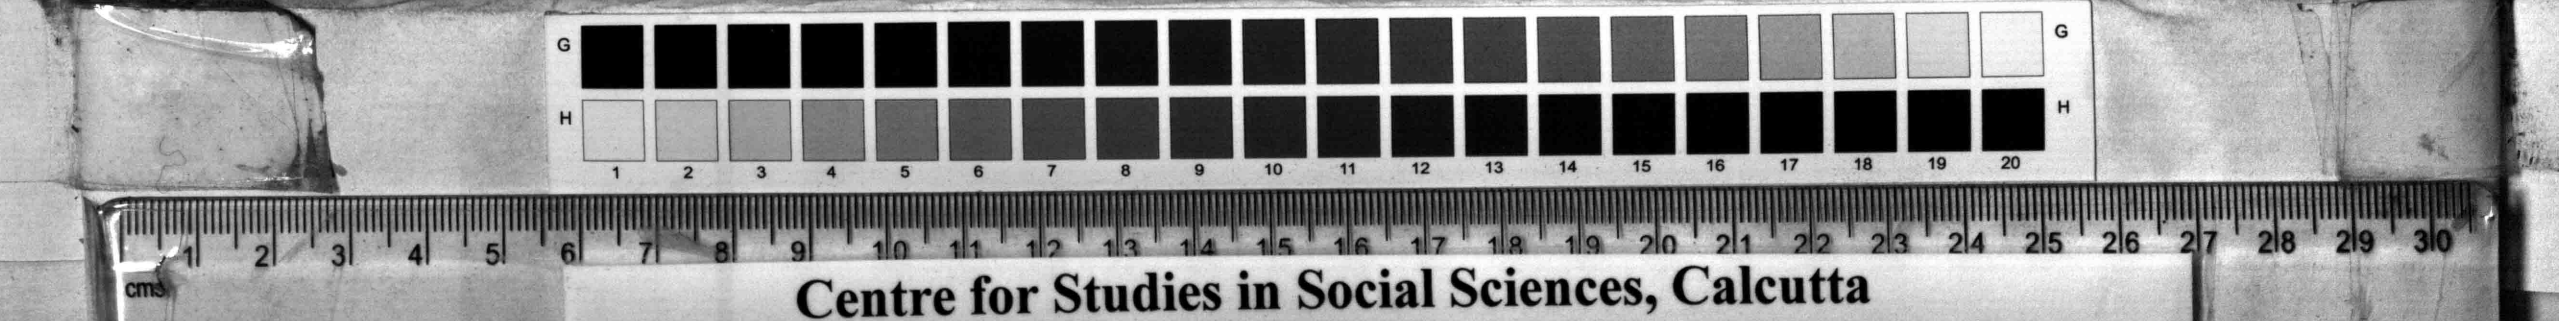 G G
H H
1 2 3 4 5 6 7 8 9 10 11 12 13 14 15 16 17 18 19 20
1 2 3 4 5 6 7 8 9 10 11 12 13 14 15 16 17 18 19 20 21 22 23 24 25 26 27 28 29 30
cms
Centre for Studies in Social Sciences, Calcutta